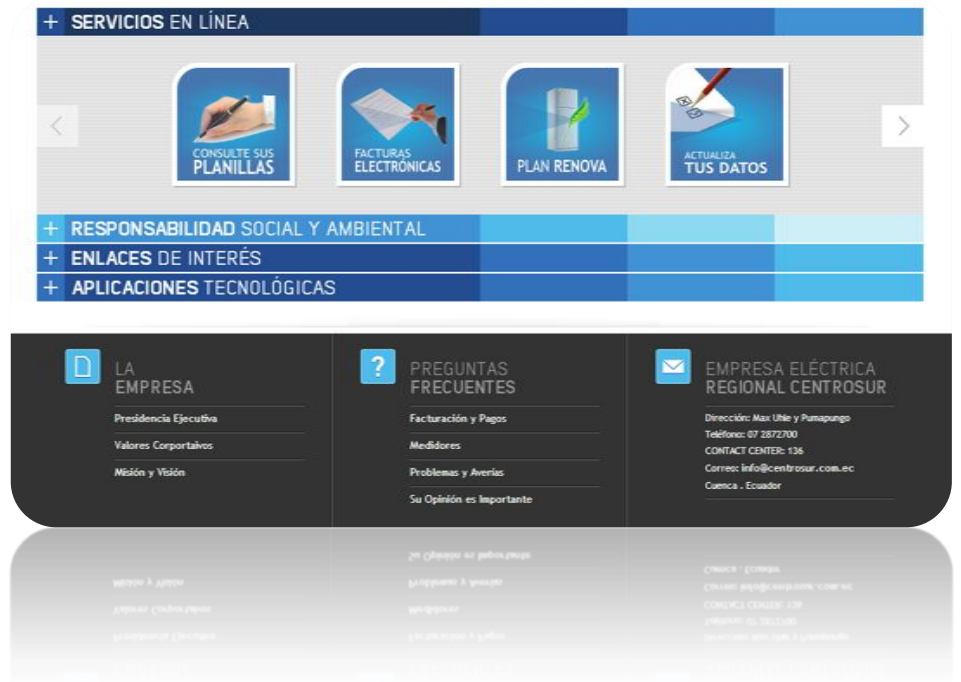 + SERVICIOS EN LÍNEA
CONSULTE SUS
PLANILLAS
FACTURAS
ELECTRÓNICAS
PLAN RENOVA
ACTUALIZA
TUS DATOS
+ RESPONSABILIDAD SOCIAL Y AMBIENTAL
+ ENLACES DE INTERÉS
+ APLICACIONES TECNOLÓGICAS
LA
EMPRESA
Presidencia Ejecutiva
Valores Corportaivos
Misión y Visión
?
PREGUNTAS
FRECUENTES
Facturación y Pagos
Medidores
Problemas y Averías
Su Opinión es Importante
EMPRESA ELÉCTRICA
REGIONAL CENTROSUR
Dirección: Max Uhle y Pumapungo
Teléfono: 07 2872700
CONTACT CENTER: 136
Correo: info@centrosur.com.ec
Cuenca . Ecuador